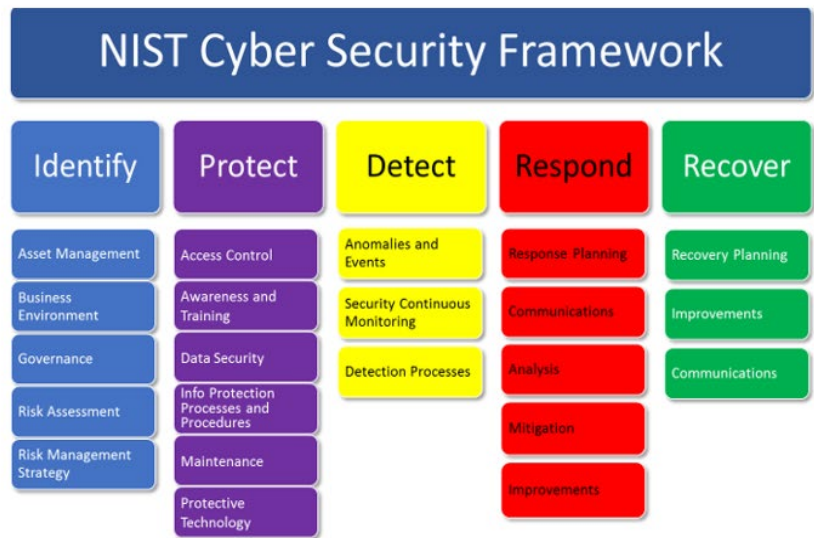 NIST Cyber Security Framework
Identify
Asset Management
Business
Environment
Governance
Risk Assessment
Risk Management
Strategy
Protect
Access Control
Awareness and
Training
Data Security
Info Protection
Processes and
Procedures
Maintenance
Protective
Technology
Detect
Anomalies and
Events
Security Continuous
Monitoring
Detection Processes
Respond
Response Planning
Communications
Analysis
Mitigation
Improvements
Recover
Recovery Planning
Improvements
Communications